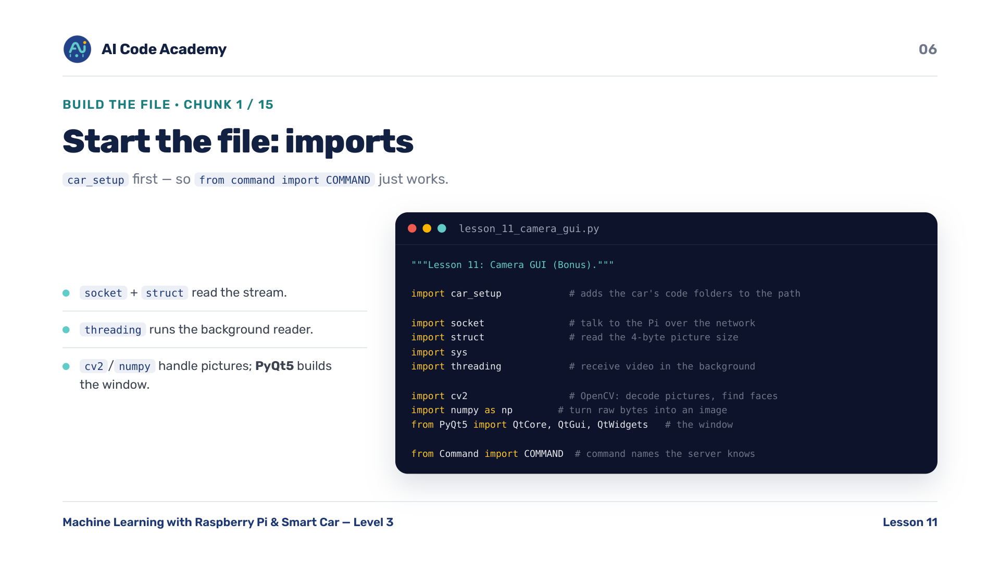 AI Code Academy
06
BUILD THE FILE • CHUNK 1 / 15
Start the file: imports
car_setup first — so from command import COMMAND just works.
socket + struct read the stream.
threading runs the background reader.
cv2/numpy handle pictures; PyQt5 builds
the window.
lesson_11_camera_gui.py
"""Lesson 11: Camera GUI (Bonus)."""
import car_setup            # adds the car's code folders to the path
import socket               # talk to the Pi over the network
import struct               # read the 4-byte picture size
import sys
import threading            # receive video in the background
import cv2                  # OpenCV: decode pictures, find faces
import numpy as np        # turn raw bytes into an image
from PyQt5 import QtCore, QtGui, QtWidgets   # the window
from Command import COMMAND  # command names the server knows
Machine Learning with Raspberry Pi & Smart Car — Level 3
Lesson 11